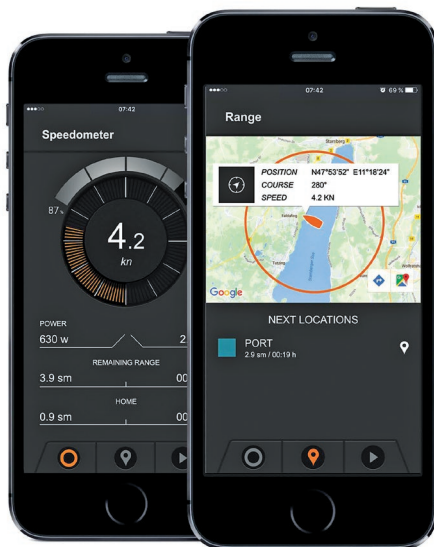 07:42
Speedometer
87%
4.2
kn
POWER
630 w
2
REMAINING RANGE
3.9 sm
00
HOME
0.9 sm
00
07:42
69 %
Range
Starnberg
POSITION N47°53'52" E11°18'24"
COURSE 280°
SPEED 4.2 KN
Tutzing
Google
NEXT LOCATIONS
PORT
2.9 sm / 00:19 h